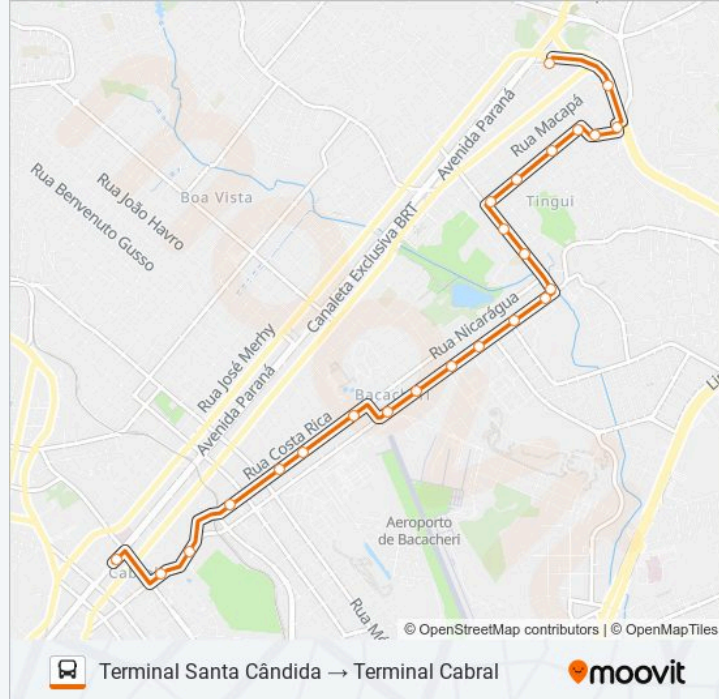 Avenida Paraná
Rua Macapá
Rua João Havro
Rua Benvenuto Gusso
Boa Vista
Tingui
Canaleta Exclusiva BRT
Rua Nicarágua
Rua José Merhy
Avenida Paraná
Bacacheri
Rua Costa Rica
Aeroporto
de Bacacheri
© OpenStreetMap contributors | © OpenMapTiles
Terminal Santa Cândida → Terminal Cabral
moovit